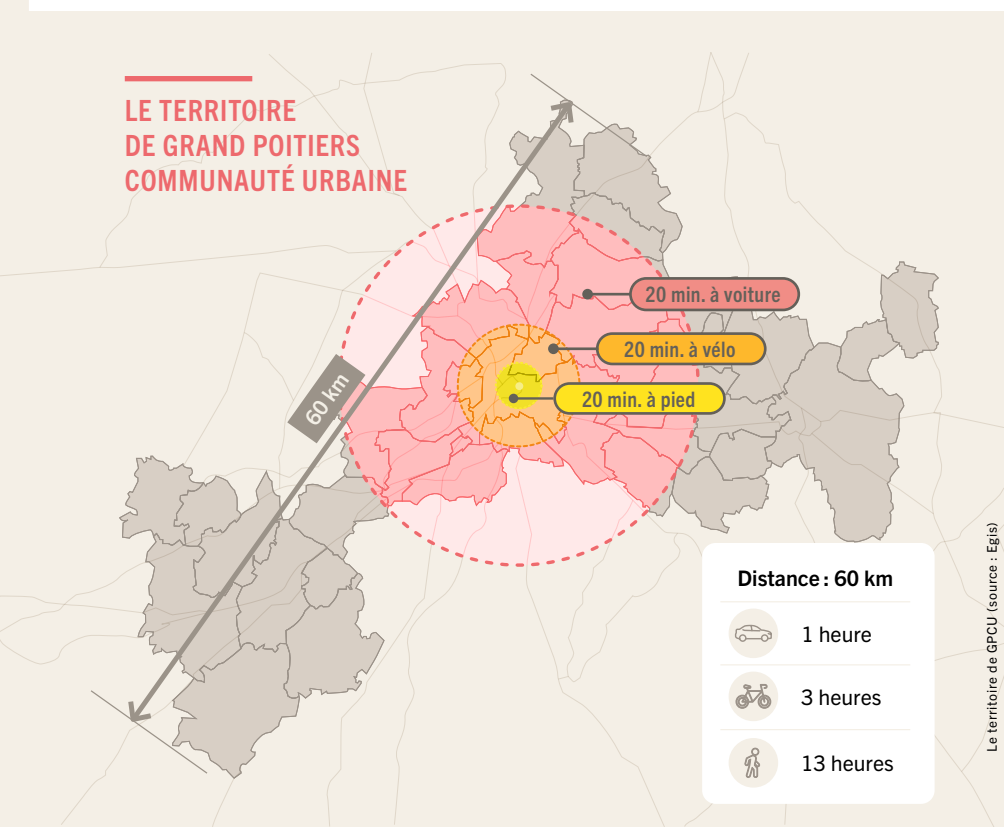 LE TERRITOIRE
DE GRAND POITIERS
COMMUNAUTÉ URBAINE
20 min. à voiture
20 min. à vélo
20 min. à pied
60 km
Distance : 60 km
1 heure
3 heures
13 heures
Le territoire de GPCU (source : Egis)